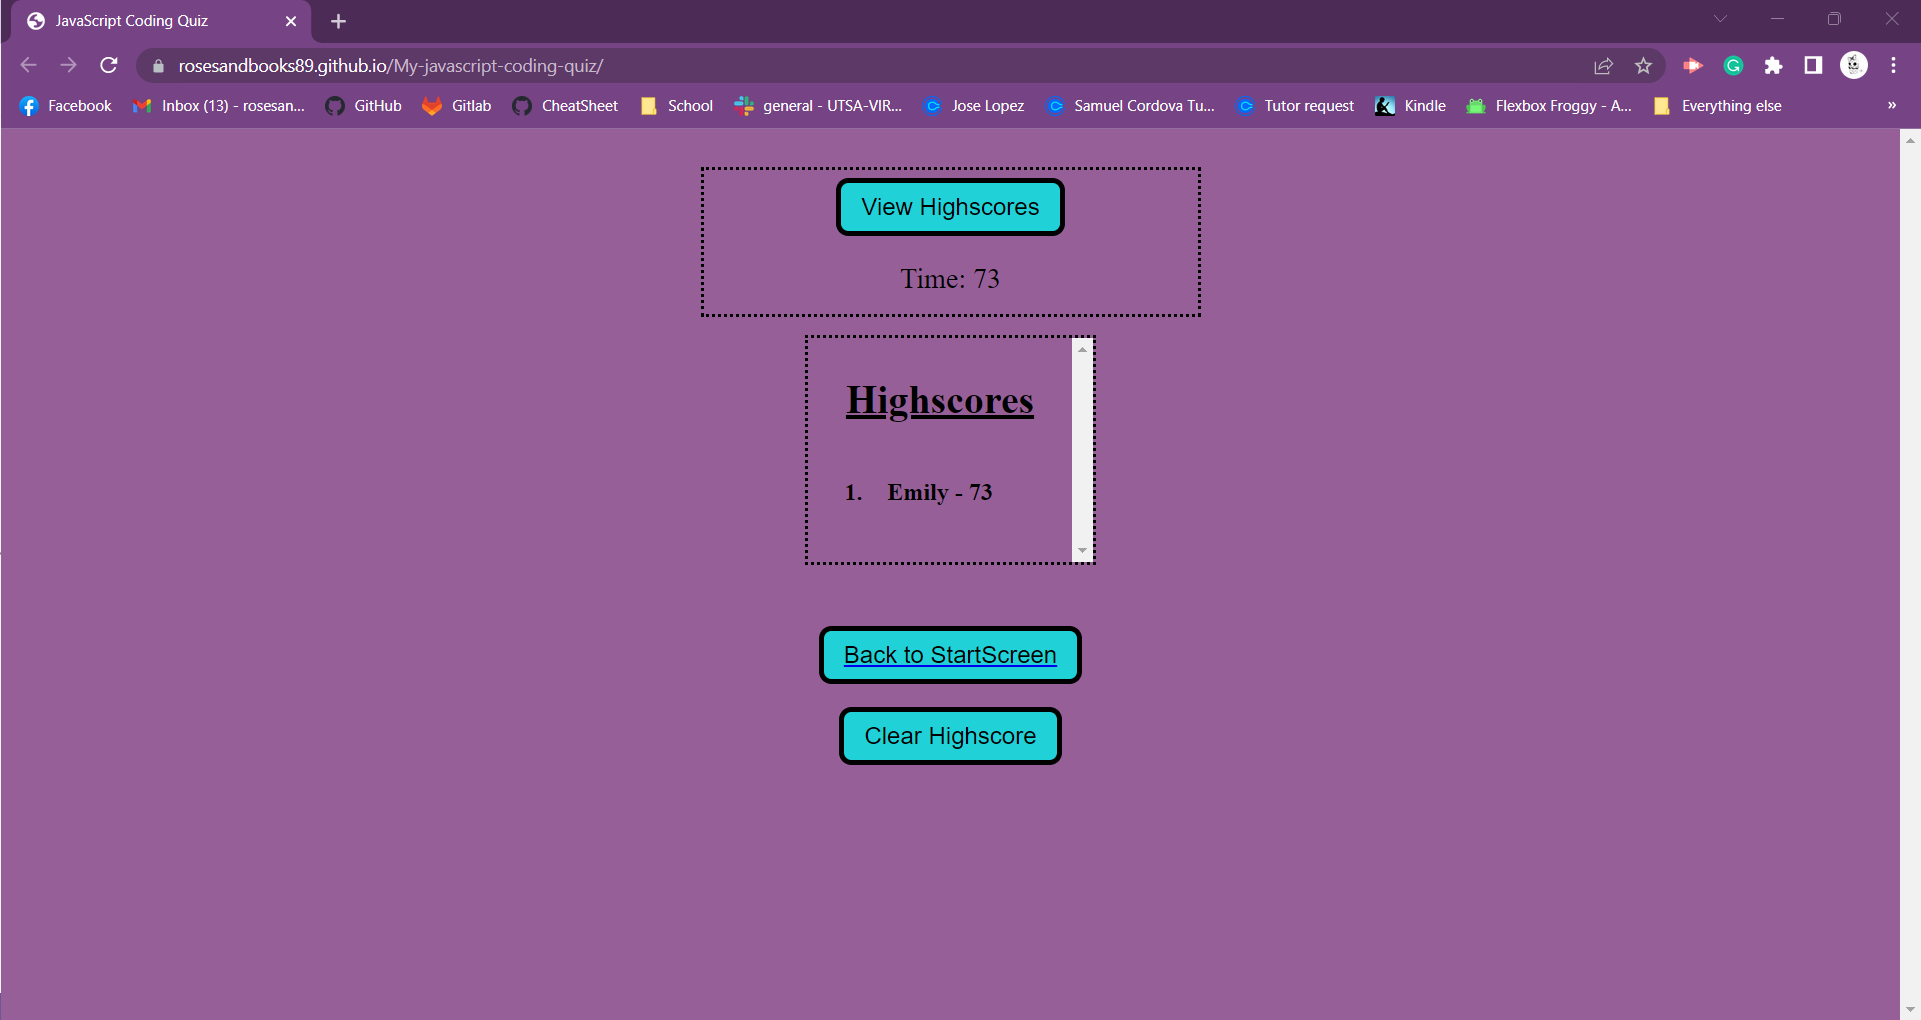 JavaScript Coding Quiz
rosesandbooks89.github.io/My-javascript-coding-quiz/
Facebook Inbox (13) - rosesan... GitHub Gitlab CheatSheet School general - UTSA-VIR... Jose Lopez Samuel Cordova Tu... Tutor request Kindle Flexbox Froggy - A... Everything else »
View Highscores
Time: 73
Highscores
1. Emily - 73
Back to StartScreen
Clear Highscore